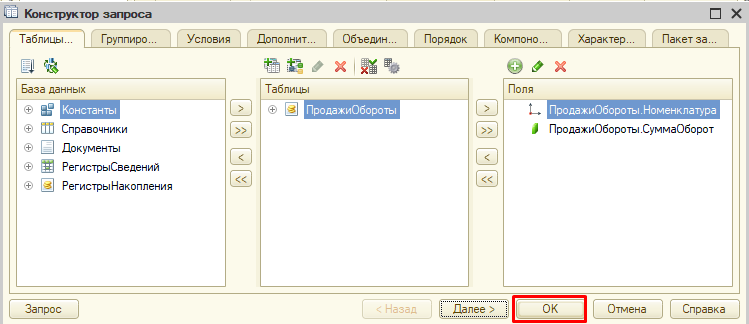 Конструктор запроса
Таблицы... Группиро... Условия Дополнит... Объедин... Порядок Компоно... Характер... Пакет за...
База данных Таблицы Поля
Константы ПродажиОбороты ПродажиОбороты.Номенклатура
Справочники ПродажиОбороты.СуммаОборот
Документы
РегистрыСведений
РегистрыНакопления
> >
>> >>
< <
<< <<
Запрос < Назад Далее > ОК Отмена Справка